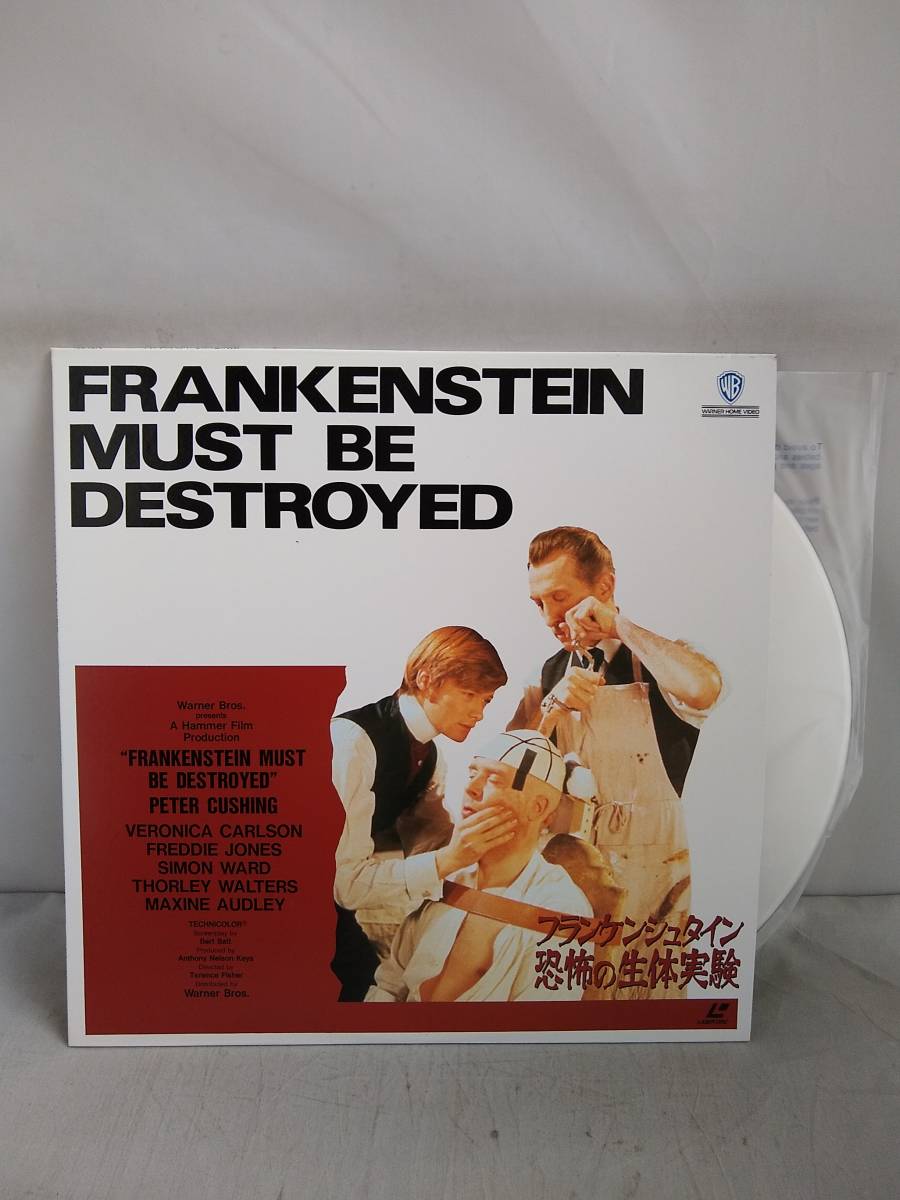 FRANKENSTEIN
MUST BE
DESTROYED
WB
WARNER HOME VIDEO
Warner Bros.
presents
A Hammer Film
Production
"FRANKENSTEIN MUST
BE DESTROYED"
PETER CUSHING
VERONICA CARLSON
FREDDIE JONES
SIMON WARD
THORLEY WALTERS
MAXINE AUDLEY
TECHNICOLOR®
Screenplay by
Bert Batt
Produced by
Anthony Nelson Keys
Directed by
Terence Fisher
Distributed by
Warner Bros.
フランケンシュタイン
恐怖の生体実験
LASERDISC